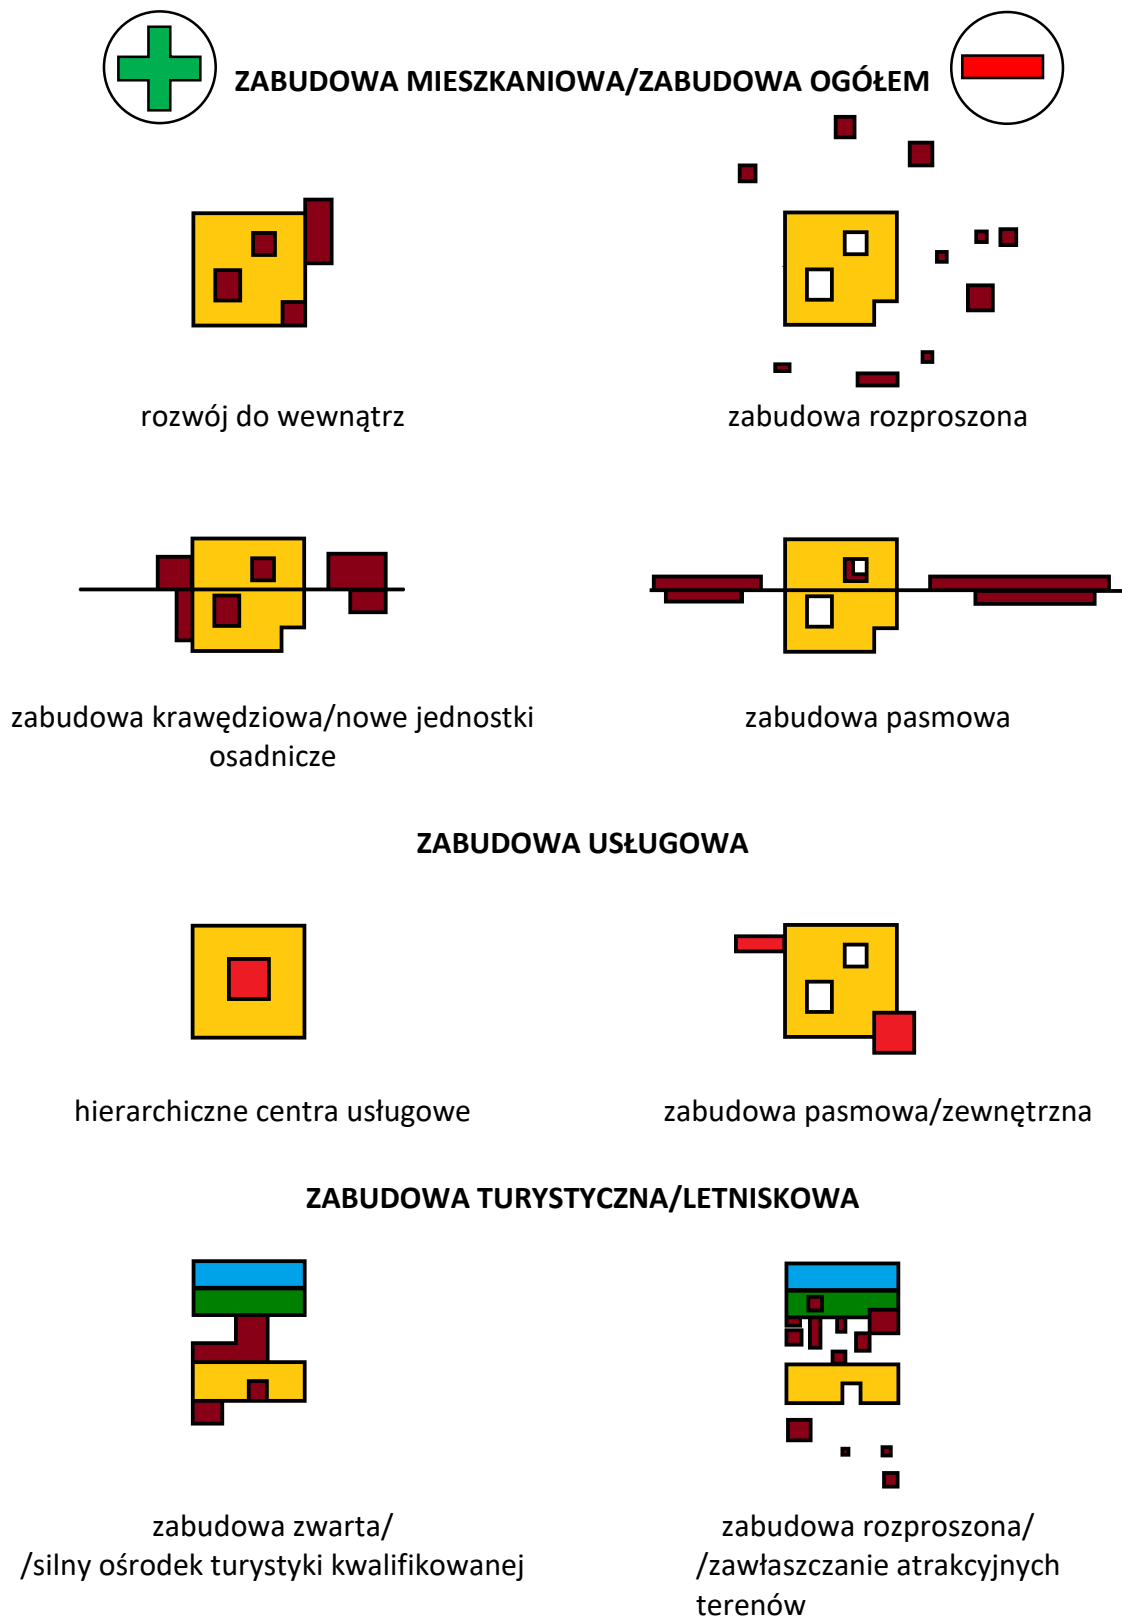 ZABUDOWA MIESZKANIOWA/ZABUDOWA OGÓŁEM
rozwój do wewnątrz
zabudowa rozproszona
zabudowa krawędziowa/nowe jednostki
osadnicze
zabudowa pasmowa
ZABUDOWA USŁUGOWA
hierarchiczne centra usługowe
zabudowa pasmowa/zewnętrzna
ZABUDOWA TURYSTYCZNA/LETNISKOWA
zabudowa zwarta/
/silny ośrodek turystyki kwalifikowanej
zabudowa rozproszona/
/zawłaszczanie atrakcyjnych
terenów